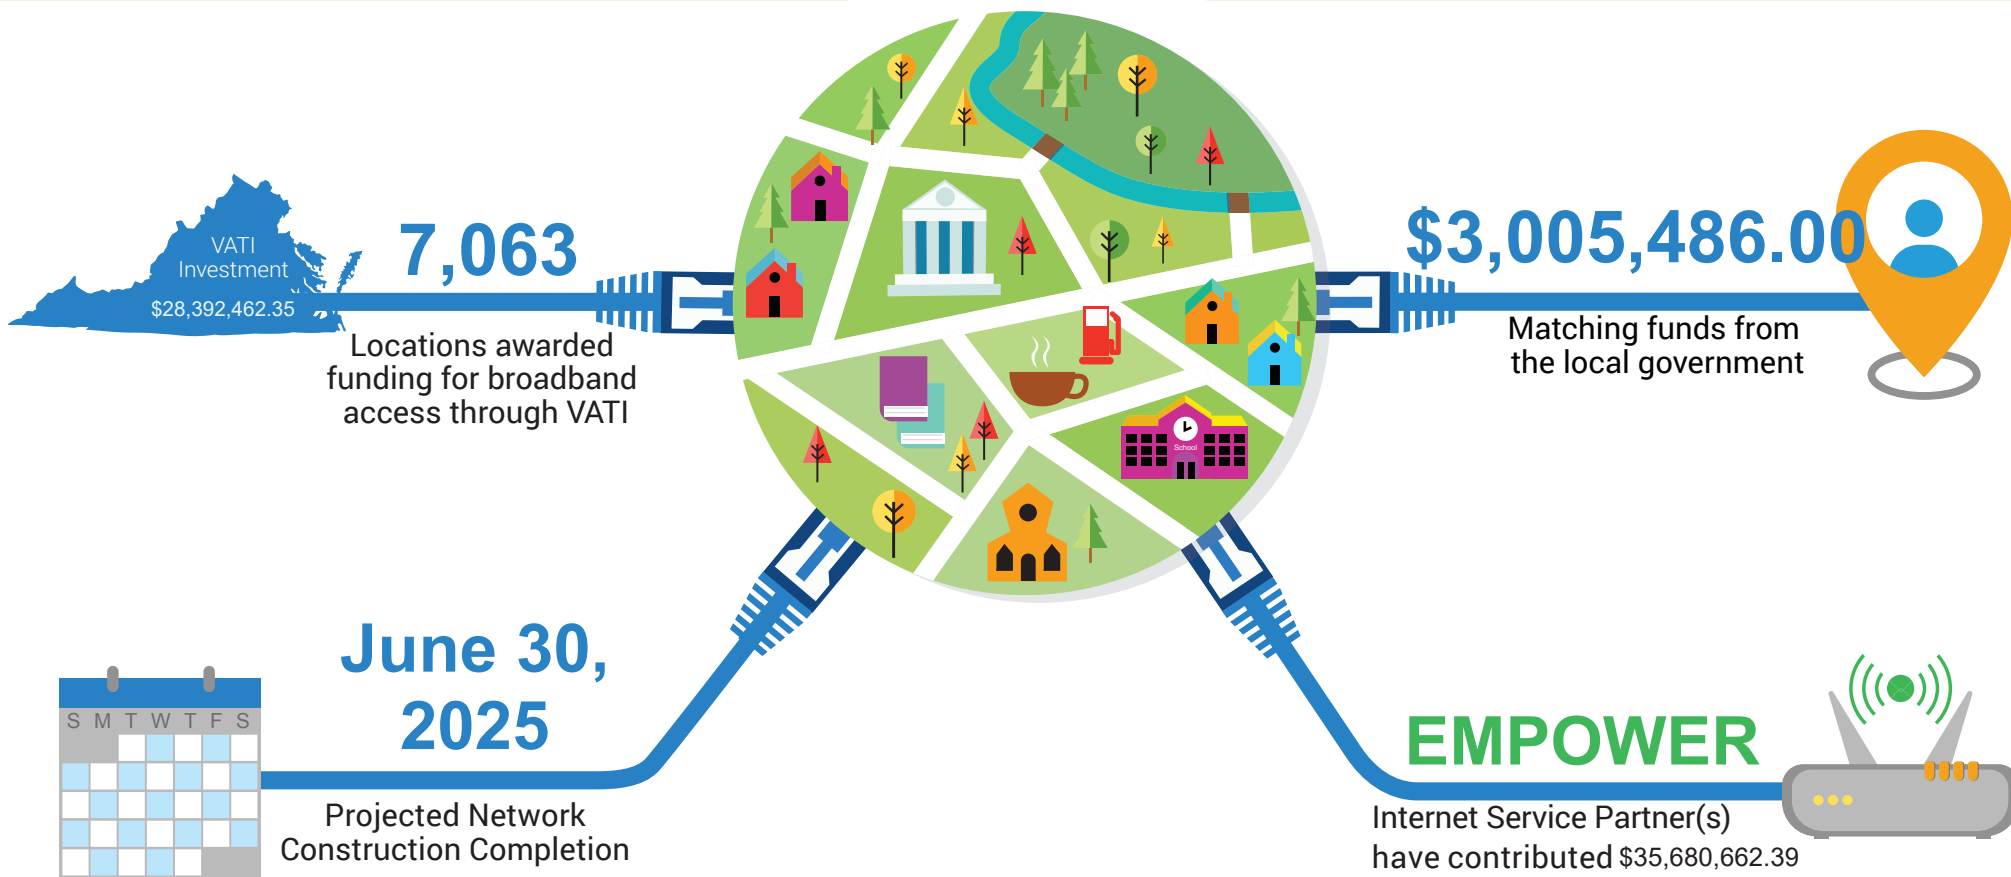 VATI
Investment
$28,392,462.35
7,063
Locations awarded
funding for broadband
access through VATI
$3,005,486.00
Matching funds from
the local government
School
June 30,
2025
S M T W T F S
Projected Network
Construction Completion
EMPOWER
Internet Service Partner(s)
have contributed $35,680,662.39